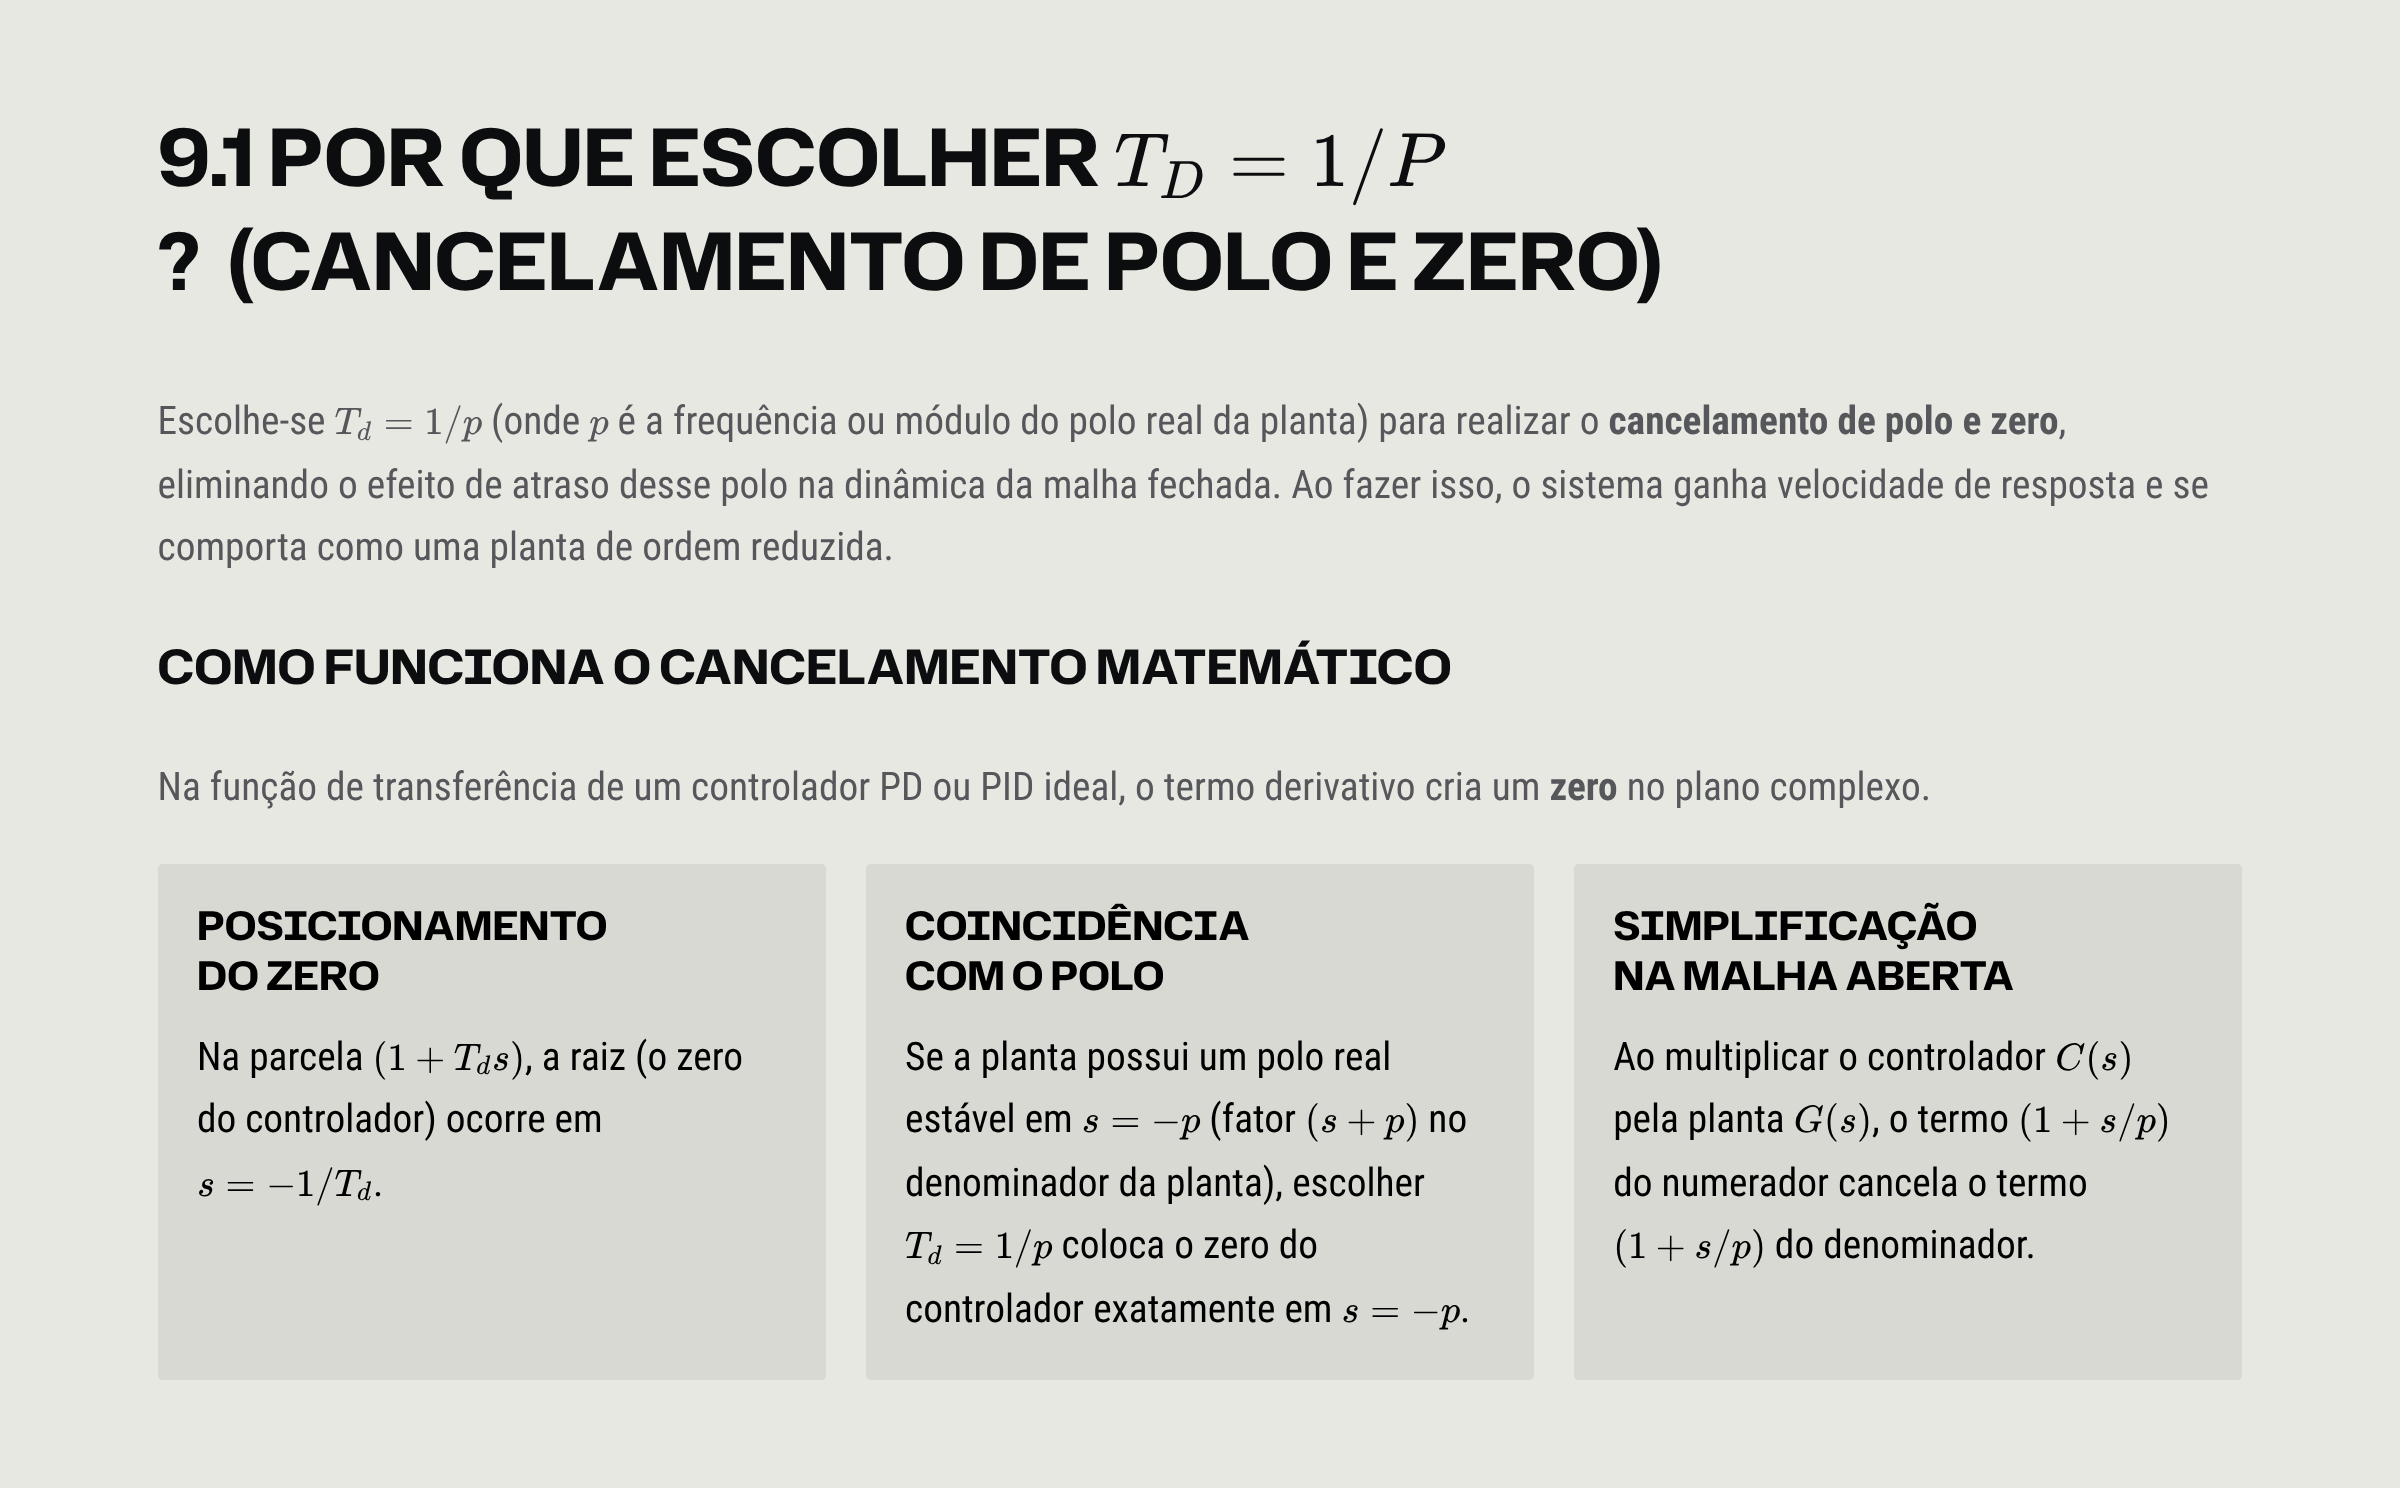 9.1 POR QUE ESCOLHER T_D = 1/P
? (CANCELAMENTO DE POLO E ZERO)
Escolhe-se T_d = 1/p (onde p é a frequência ou módulo do polo real da planta) para realizar o cancelamento de polo e zero,
eliminando o efeito de atraso desse polo na dinâmica da malha fechada. Ao fazer isso, o sistema ganha velocidade de resposta e se
comporta como uma planta de ordem reduzida.
COMO FUNCIONA O CANCELAMENTO MATEMÁTICO
Na função de transferência de um controlador PD ou PID ideal, o termo derivativo cria um zero no plano complexo.
POSICIONAMENTO
DO ZERO
Na parcela (1 + T_d s), a raiz (o zero
do controlador) ocorre em
s = −1/T_d.
COINCIDÊNCIA
COM O POLO
Se a planta possui um polo real
estável em s = −p (fator (s + p) no
denominador da planta), escolher
T_d = 1/p coloca o zero do
controlador exatamente em s = −p.
SIMPLIFICAÇÃO
NA MALHA ABERTA
Ao multiplicar o controlador C(s)
pela planta G(s), o termo (1 + s/p)
do numerador cancela o termo
(1 + s/p) do denominador.